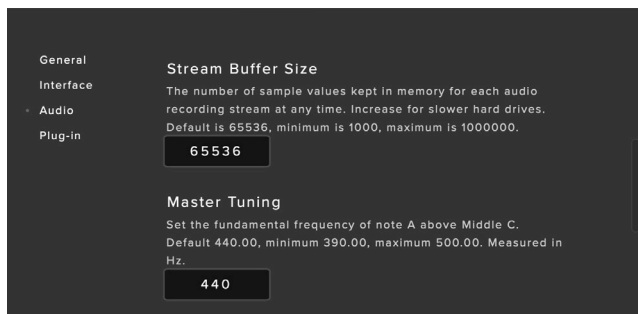 General
Interface
Audio
Plug-in
Stream Buffer Size
The number of sample values kept in memory for each audio
recording stream at any time. Increase for slower hard drives.
Default is 65536, minimum is 1000, maximum is 1000000.
65536
Master Tuning
Set the fundamental frequency of note A above Middle C.
Default 440.00, minimum 390.00, maximum 500.00. Measured in
Hz.
440